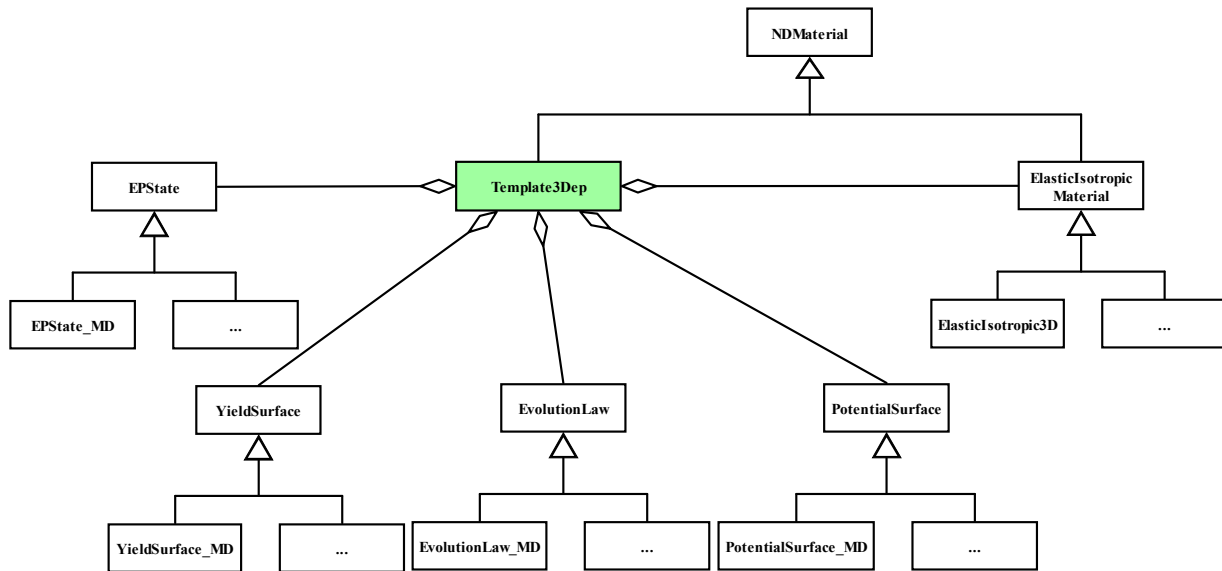 NDMaterial
EPState
Template3Dep
ElasticIsotropic
Material
EPState_MD
...
ElasticIsotropic3D
...
YieldSurface
EvolutionLaw
PotentialSurface
YieldSurface_MD
...
EvolutionLaw_MD
...
PotentialSurface_MD
...